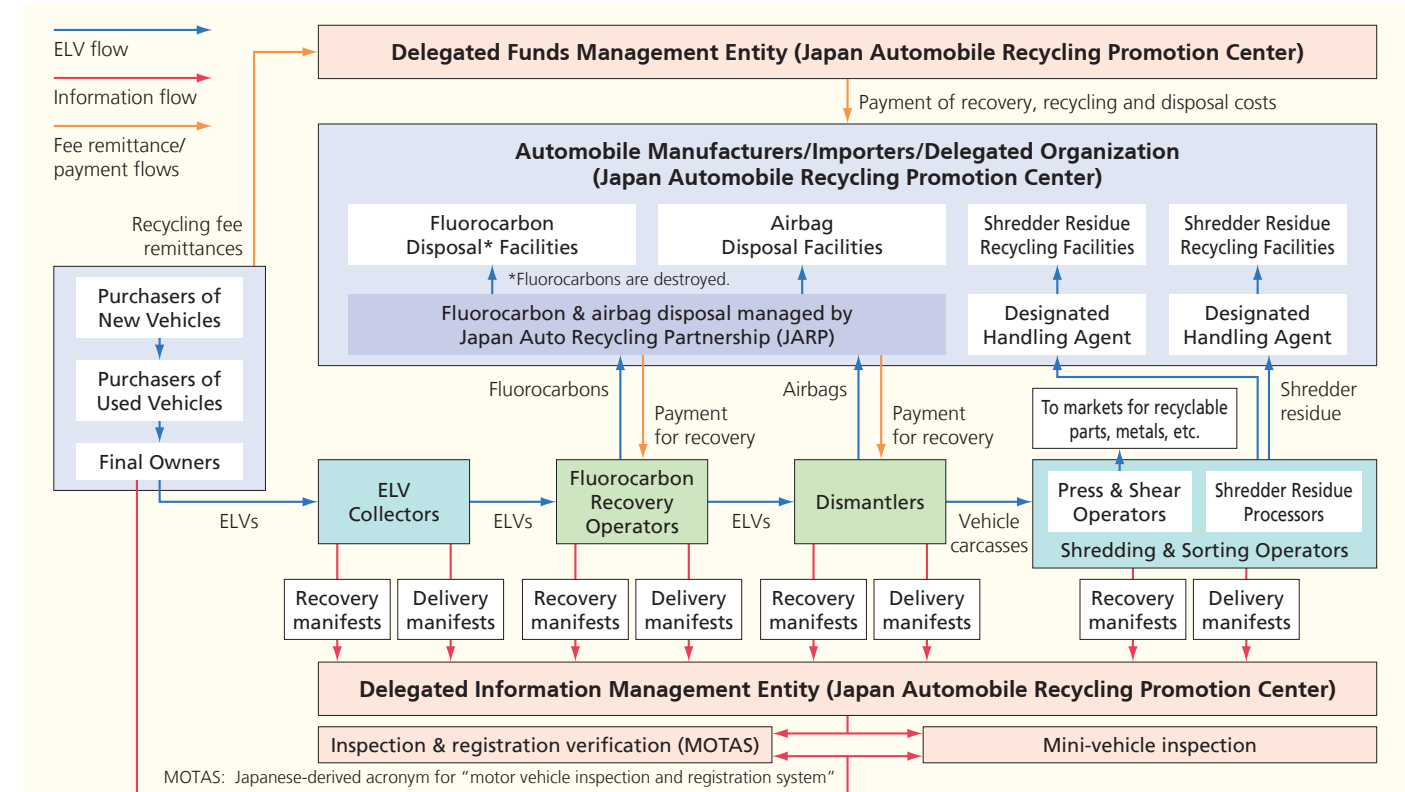 ELV flow
Information flow
Fee remittance/
payment flows
Delegated Funds Management Entity (Japan Automobile Recycling Promotion Center)
Payment of recovery, recycling and disposal costs
Automobile Manufacturers/Importers/Delegated Organization
(Japan Automobile Recycling Promotion Center)
Recycling fee
remittances
Fluorocarbon
Disposal* Facilities
Airbag
Disposal Facilities
Shredder Residue
Recycling Facilities
Shredder Residue
Recycling Facilities
*Fluorocarbons are destroyed.
Fluorocarbon & airbag disposal managed by
Japan Auto Recycling Partnership (JARP)
Designated
Handling Agent
Designated
Handling Agent
Purchasers of
New Vehicles
Purchasers of
Used Vehicles
Final Owners
Fluorocarbons
Payment
for recovery
Airbags
Payment
for recovery
To markets for recyclable
parts, metals, etc.
Shredder
residue
ELVs
ELV
Collectors
ELVs
Fluorocarbon
Recovery
Operators
ELVs
Dismantlers
Vehicle
carcasses
Press & Shear
Operators
Shredder Residue
Processors
Shredding & Sorting Operators
Recovery
manifests
Delivery
manifests
Recovery
manifests
Delivery
manifests
Recovery
manifests
Delivery
manifests
Recovery
manifests
Delivery
manifests
Delegated Information Management Entity (Japan Automobile Recycling Promotion Center)
Inspection & registration verification (MOTAS)
Mini-vehicle inspection
MOTAS: Japanese-derived acronym for “motor vehicle inspection and registration system”